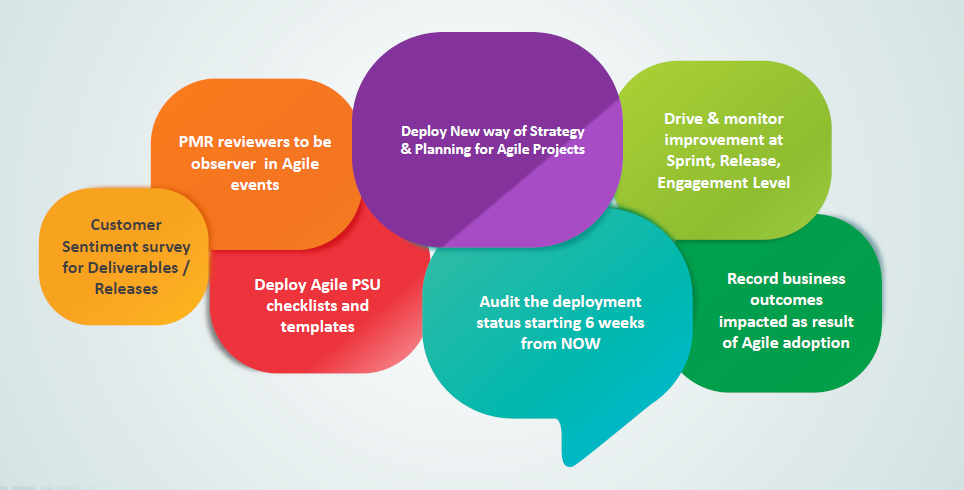 Customer
Sentiment survey
for Deliverables /
Releases
PMR reviewers to be
observer in Agile
events
Deploy Agile PSU
checklists and
templates
Deploy New way of Strategy
& Planning for Agile Projects
Audit the deployment
status starting 6 weeks
from NOW
Drive & monitor
improvement at
Sprint, Release,
Engagement Level
Record business
outcomes
impacted as result
of Agile adoption